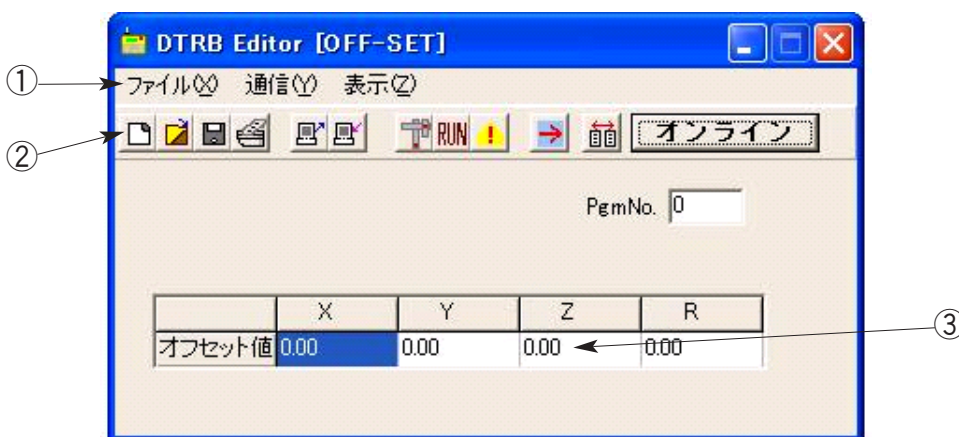 DTRB Editor [OFF-SET]
① ファイル(X) 通信(Y) 表示(Z)
② RUN ! オンライン
PgmNo. 0
X Y Z R
オフセット値 0.00 0.00 0.00 0.00
③